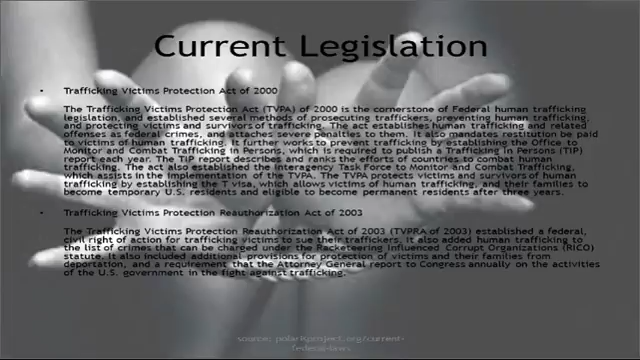 Current Legislation
• Trafficking Victims Protection Act of 2000
The Trafficking Victims Protection Act (TVPA) of 2000 is the cornerstone of Federal human trafficking
legislation, and established several methods of prosecuting traffickers, preventing human trafficking,
and protecting victims and survivors of trafficking. The act establishes human trafficking and related
offenses as federal crimes, and attaches severe penalties to them. It also mandates restitution be paid
to victims of human trafficking. It further works to prevent trafficking by establishing the Office to
Monitor and Combat Trafficking in Persons, which is required to publish a Trafficking In Persons (TIP)
report each year. The TIP report describes and ranks the efforts of countries to combat human
trafficking. The act also established the Interagency Task Force to Monitor and Combat Trafficking,
which assists in the implementation of the TVPA. The TVPA protects victims and survivors of human
trafficking by establishing the T visa, which allows victims of human trafficking, and their families to
become temporary U.S. residents and eligible to become permanent residents after three years.
• Trafficking Victims Protection Reauthorization Act of 2003
The Trafficking Victims Protection Reauthorization Act of 2003 (TVPRA of 2003) established a federal,
civil right of action for trafficking victims to sue their traffickers. It also added human trafficking to
the list of crimes that can be charged under the Racketeering Influenced Corrupt Organizations (RICO)
statute. It also included additional provisions for protection of victims and their families from
deportation, and a requirement that the Attorney General report to Congress annually on the activities
of the U.S. government in the fight against trafficking.
source: polarisproject.org/current-
federal-laws